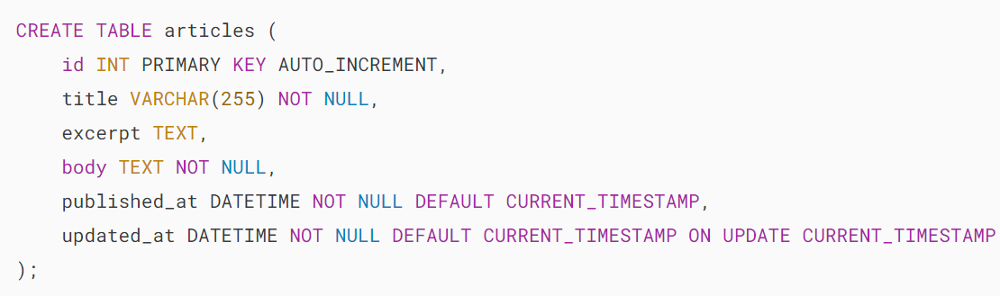 CREATE TABLE articles (
    id INT PRIMARY KEY AUTO_INCREMENT,
    title VARCHAR(255) NOT NULL,
    excerpt TEXT,
    body TEXT NOT NULL,
    published_at DATETIME NOT NULL DEFAULT CURRENT_TIMESTAMP,
    updated_at DATETIME NOT NULL DEFAULT CURRENT_TIMESTAMP ON UPDATE CURRENT_TIMESTAMP
);